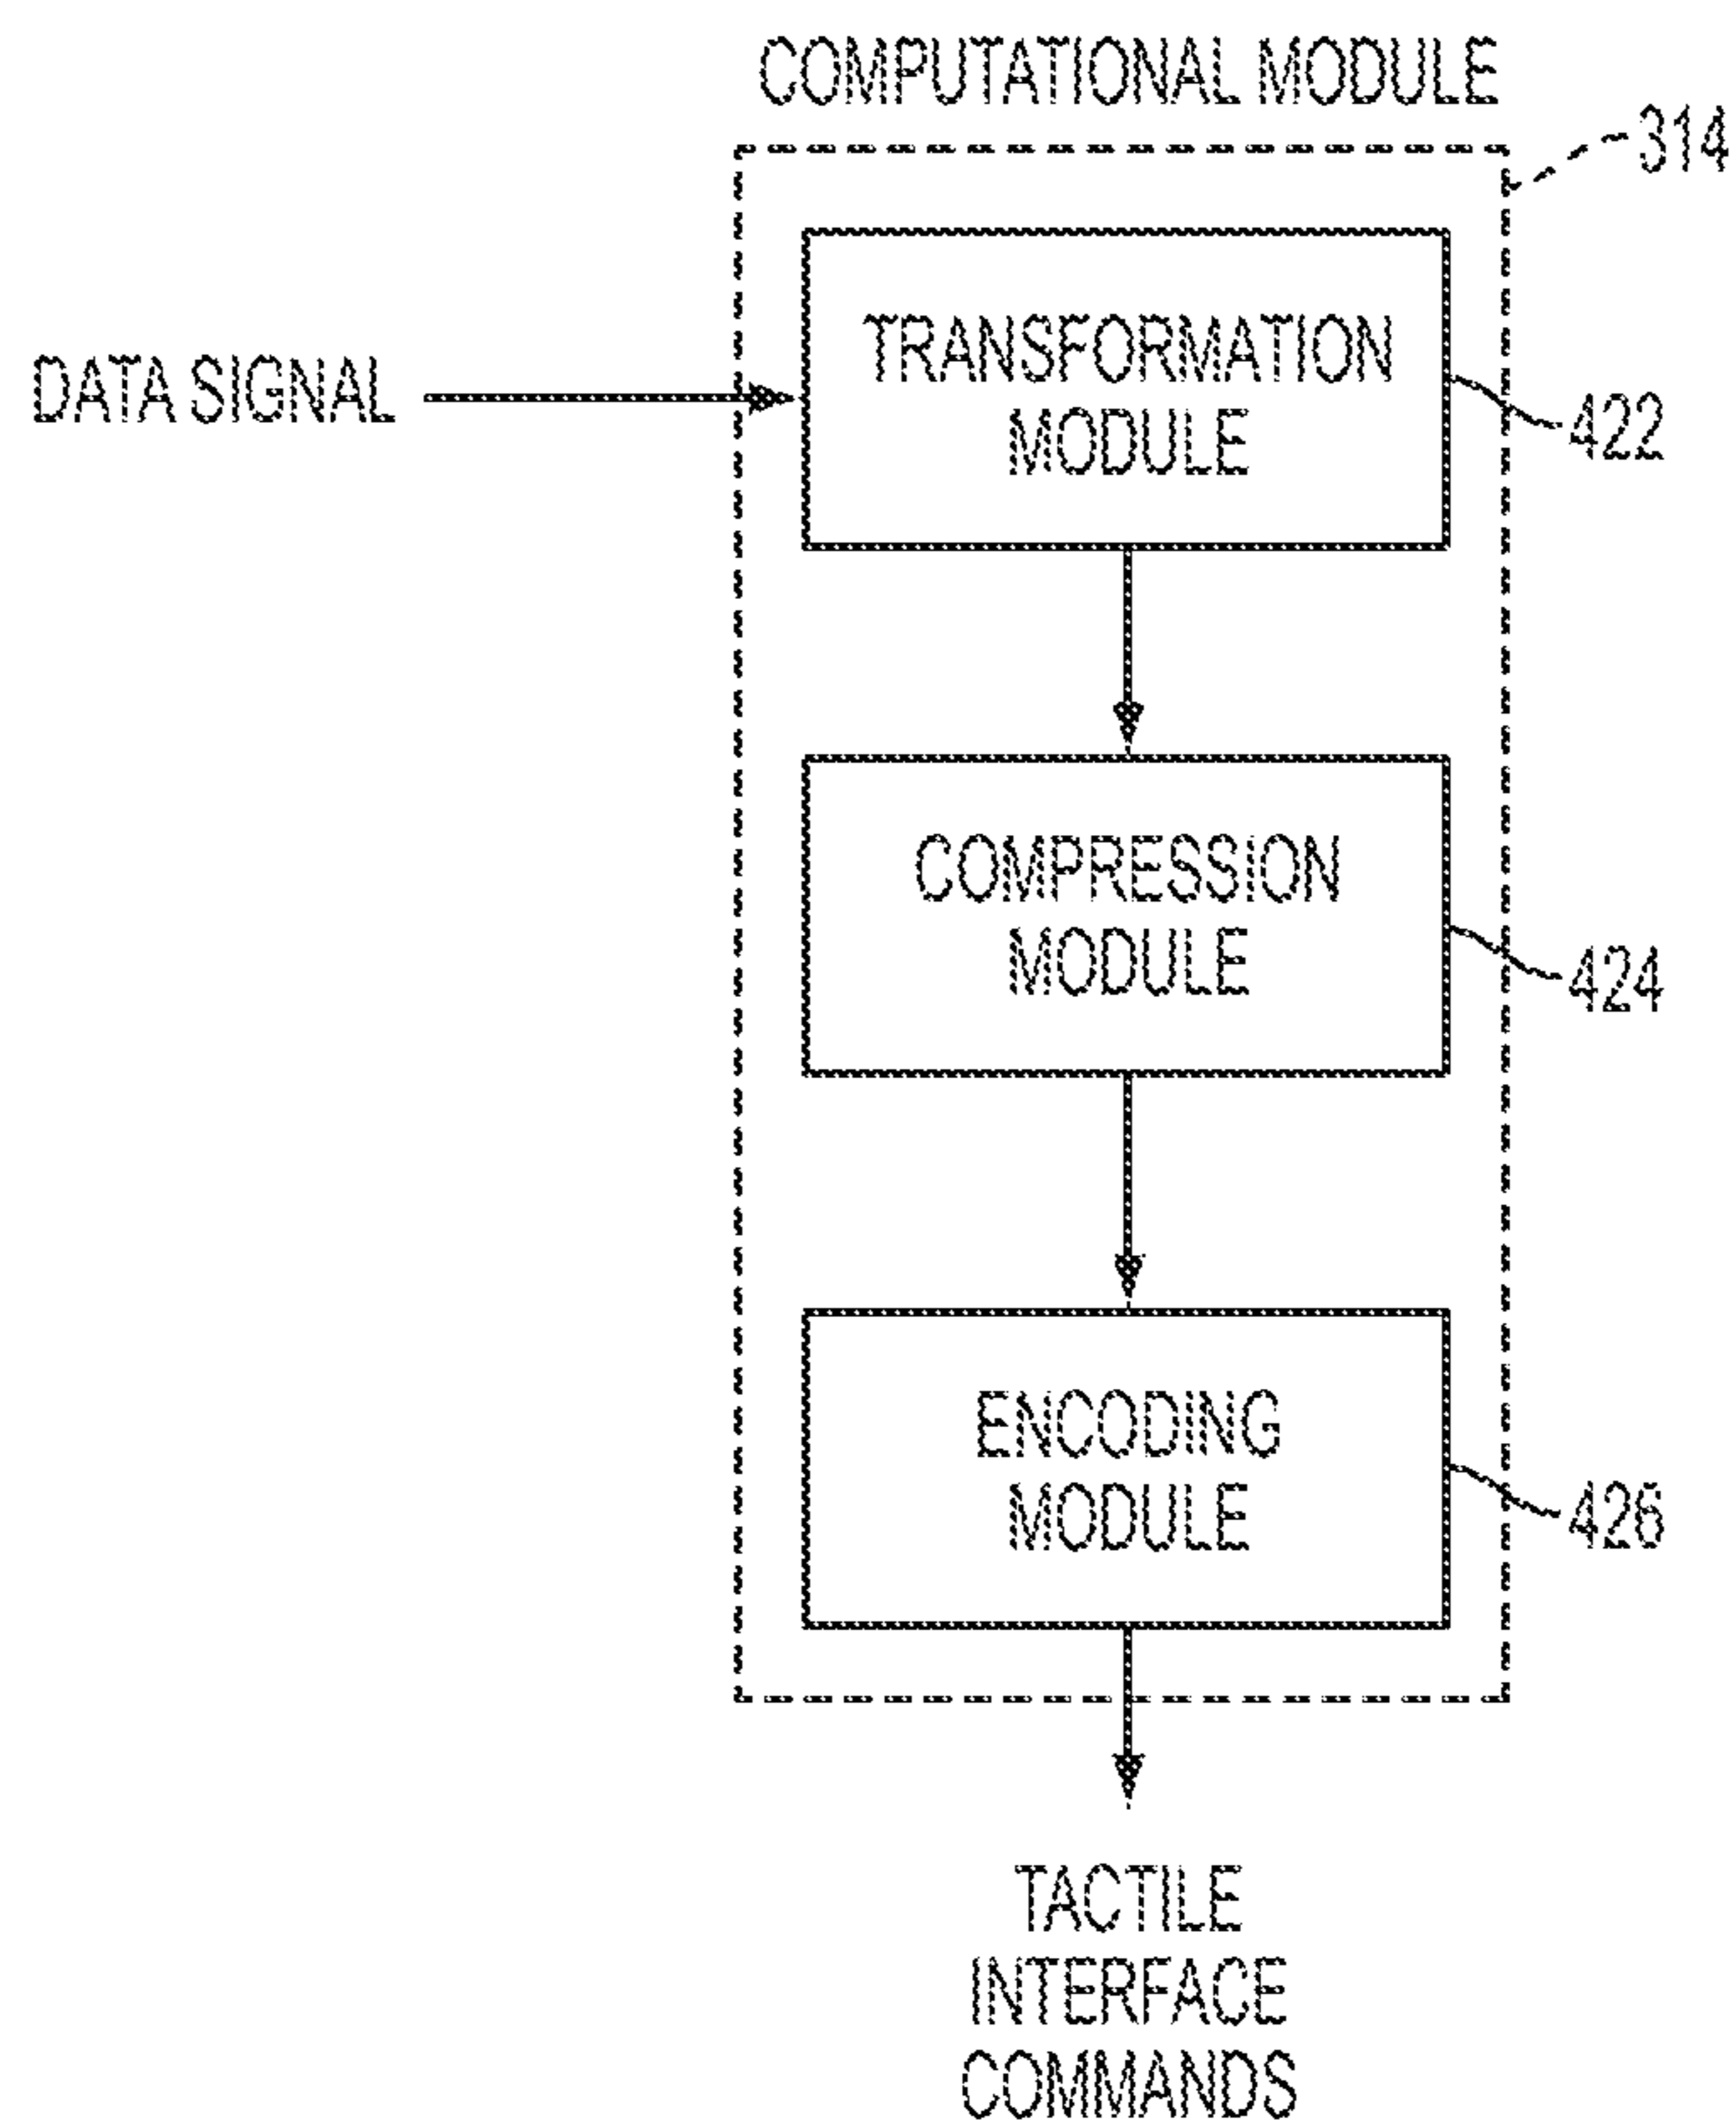 COMPUTATIONAL MODULE
314
TRANSFORMATION
MODULE
DATA SIGNAL
422
COMPRESSION
MODULE
424
ENCODING
MODULE
426
TACTILE
INTERFACE
COMMANDS